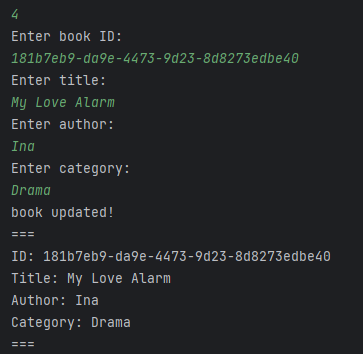 4
Enter book ID:
181b7eb9-da9e-4473-9d23-8d8273edbe40
Enter title:
My Love Alarm
Enter author:
Ina
Enter category:
Drama
book updated!
===
ID: 181b7eb9-da9e-4473-9d23-8d8273edbe40
Title: My Love Alarm
Author: Ina
Category: Drama
===